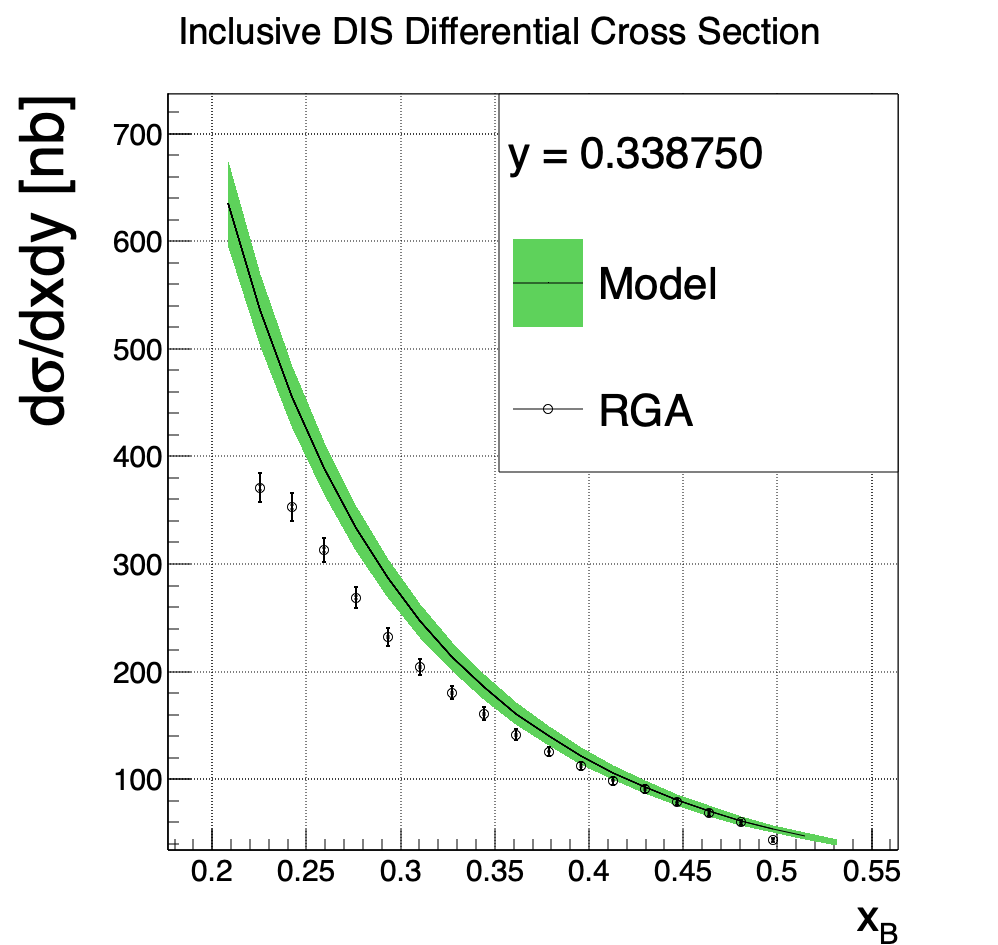 Inclusive DIS Differential Cross Section
dσ/dxdy [nb]
700
600
500
400
300
200
100
y = 0.338750
Model
RGA
0.2 0.25 0.3 0.35 0.4 0.45 0.5 0.55
x_B